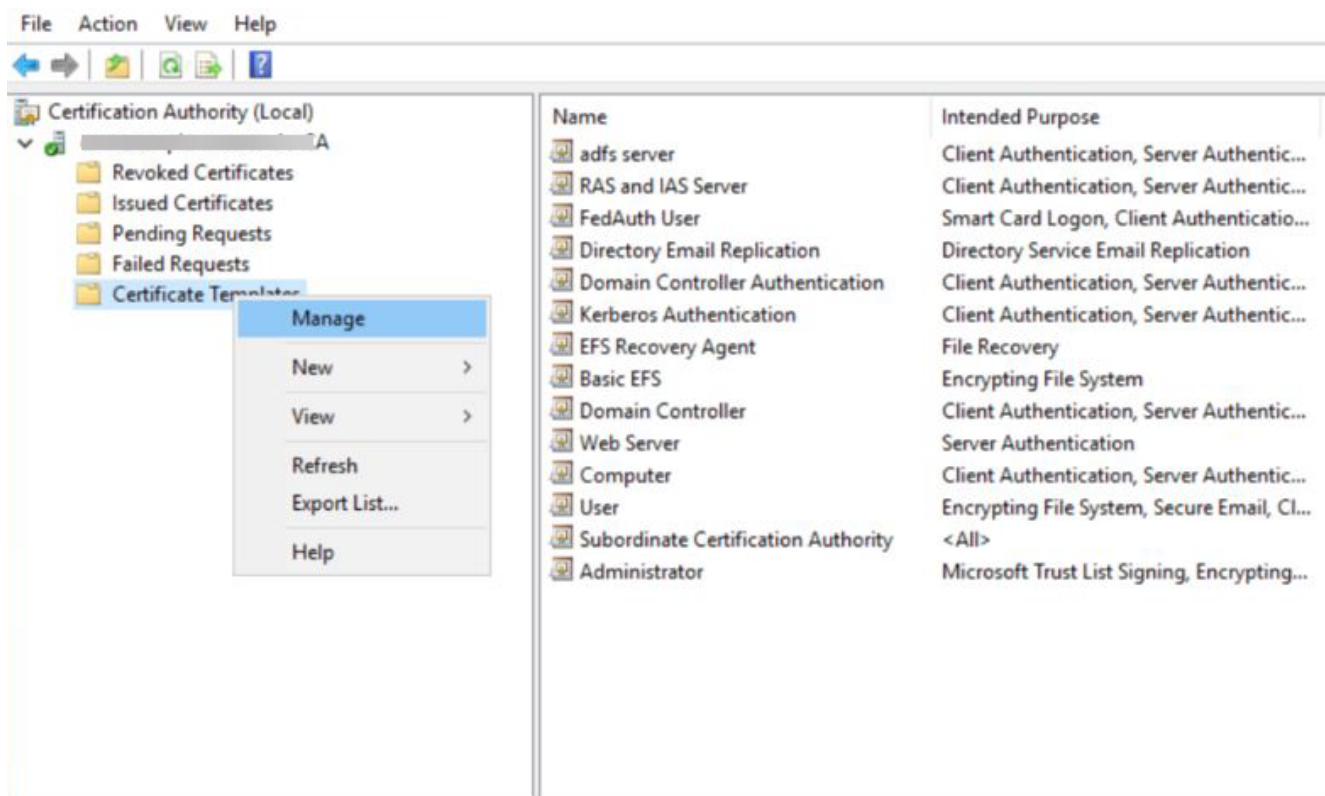 File Action View Help
Certification Authority (Local)
CA
Revoked Certificates
Issued Certificates
Pending Requests
Failed Requests
Certificate Templates
Manage
New
View
Refresh
Export List...
Help
Name Intended Purpose
adfs server Client Authentication, Server Authentic...
RAS and IAS Server Client Authentication, Server Authentic...
FedAuth User Smart Card Logon, Client Authenticatio...
Directory Email Replication Directory Service Email Replication
Domain Controller Authentication Client Authentication, Server Authentic...
Kerberos Authentication Client Authentication, Server Authentic...
EFS Recovery Agent File Recovery
Basic EFS Encrypting File System
Domain Controller Client Authentication, Server Authentic...
Web Server Server Authentication
Computer Client Authentication, Server Authentic...
User Encrypting File System, Secure Email, Cl...
Subordinate Certification Authority <All>
Administrator Microsoft Trust List Signing, Encrypting...